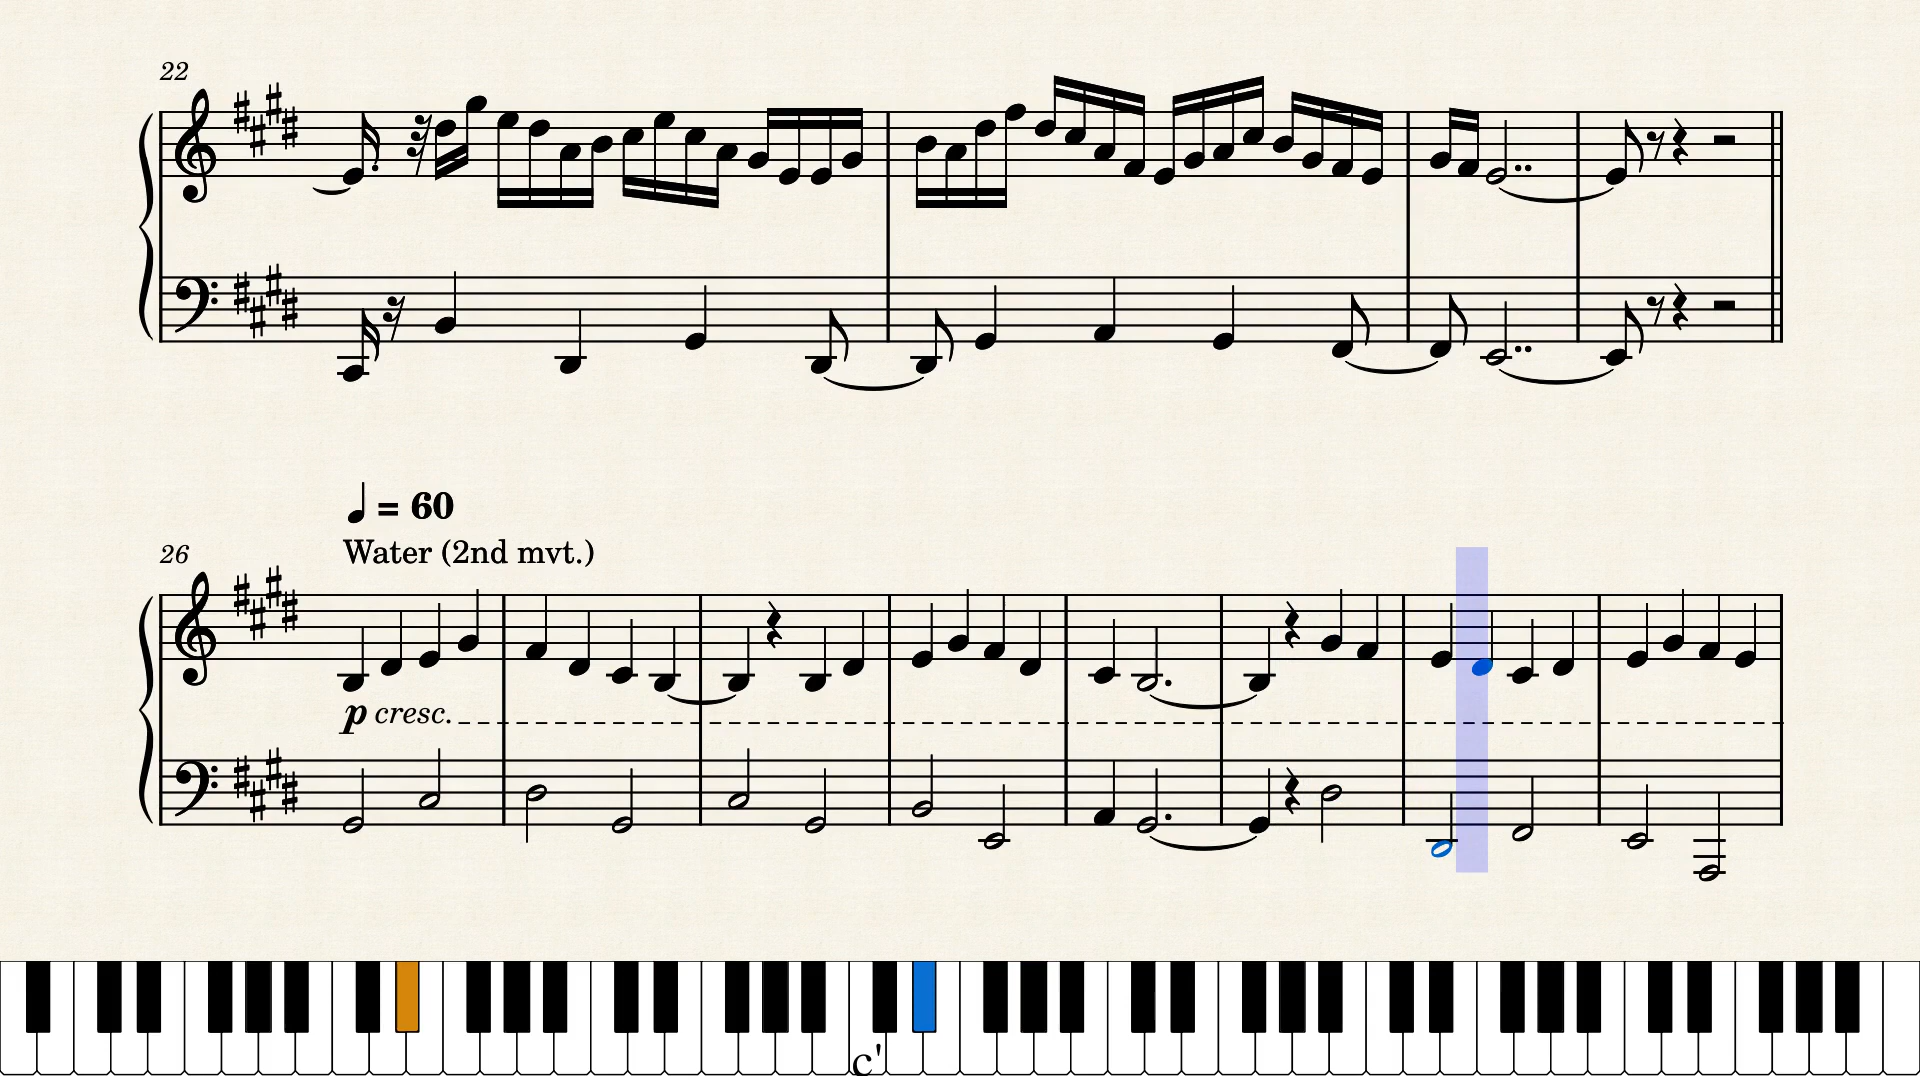 22
♩ = 60
Water (2nd mvt.)
26
p cresc.
c'